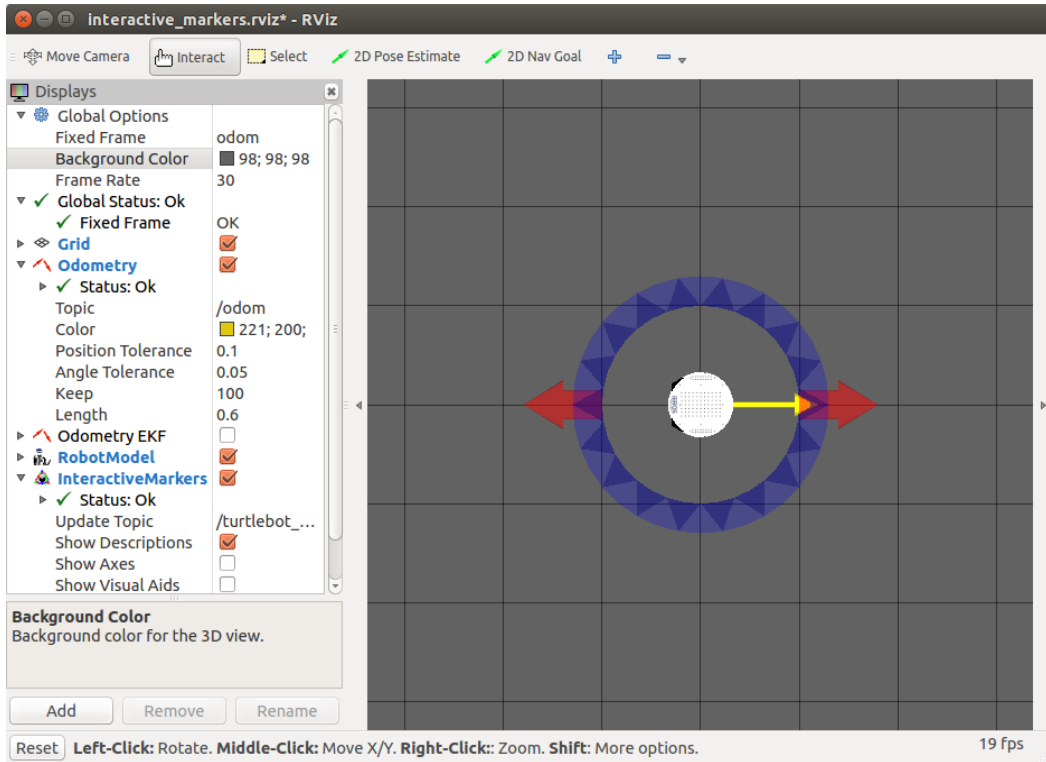 interactive_markers.rviz* - RViz
Move Camera Interact Select 2D Pose Estimate 2D Nav Goal
Displays
Global Options
Fixed Frame odom
Background Color 98; 98; 98
Frame Rate 30
Global Status: Ok
Fixed Frame OK
Grid
Odometry
Status: Ok
Topic /odom
Color 221; 200;
Position Tolerance 0.1
Angle Tolerance 0.05
Keep 100
Length 0.6
Odometry EKF
RobotModel
InteractiveMarkers
Status: Ok
Update Topic /turtlebot_...
Show Descriptions
Show Axes
Show Visual Aids
Background Color
Background color for the 3D view.
Add Remove Rename
Reset Left-Click: Rotate. Middle-Click: Move X/Y. Right-Click:: Zoom. Shift: More options. 19 fps